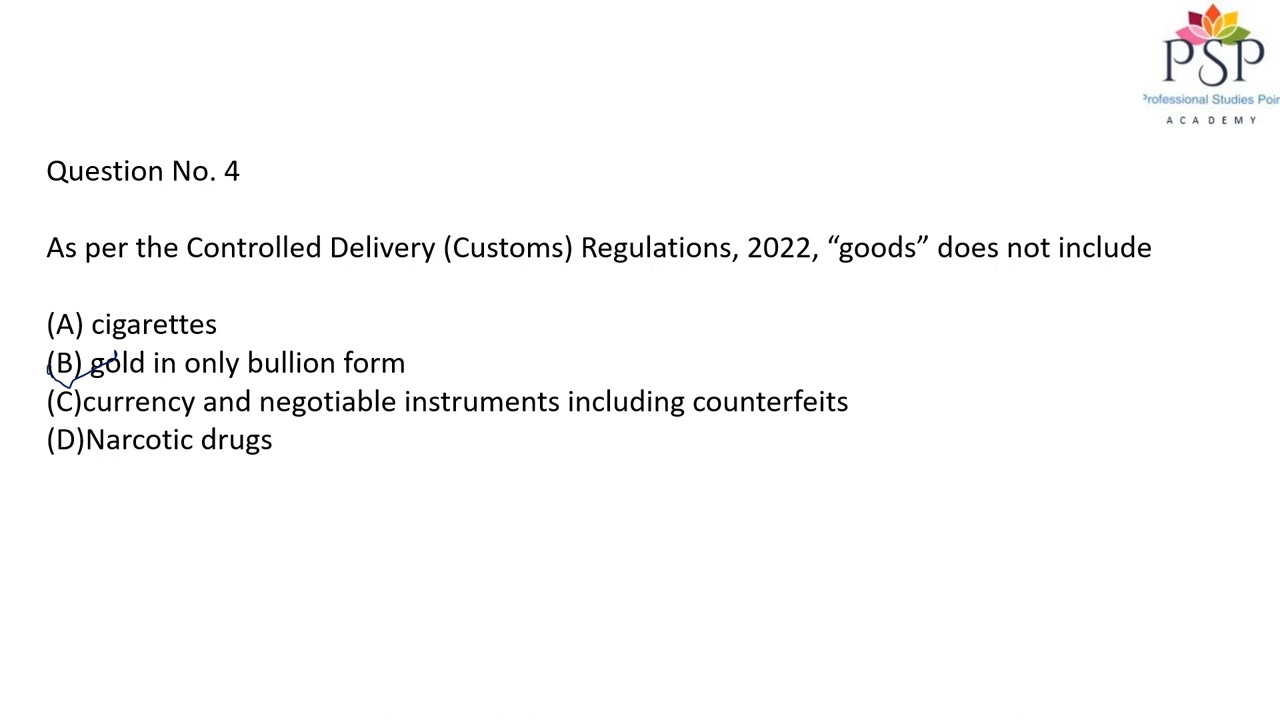 PSP
Professional Studies Poin
ACADEMY
Question No. 4
As per the Controlled Delivery (Customs) Regulations, 2022, “goods” does not include
(A) cigarettes
(B) gold in only bullion form
(C)currency and negotiable instruments including counterfeits
(D)Narcotic drugs